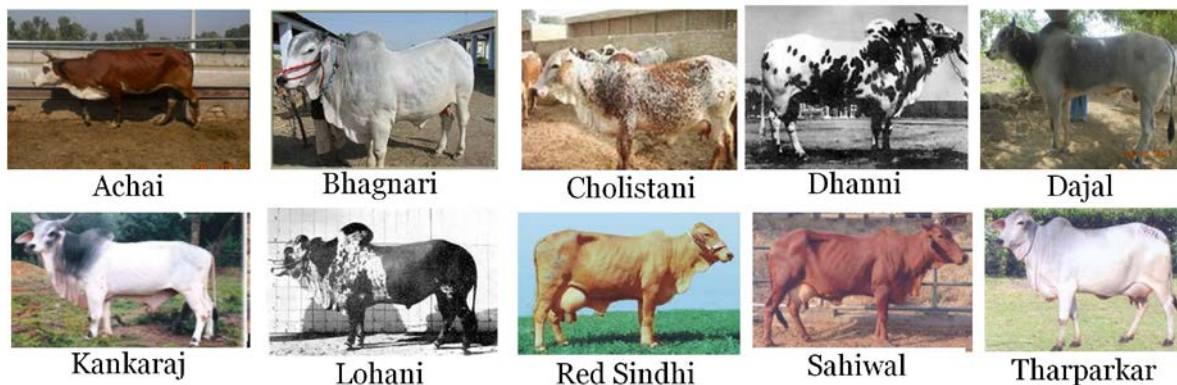 Achai
Bhagnari
Cholistani
Dhanni
Dajal
Kankaraj
Lohani
Red Sindhi
Sahiwal
Tharparkar